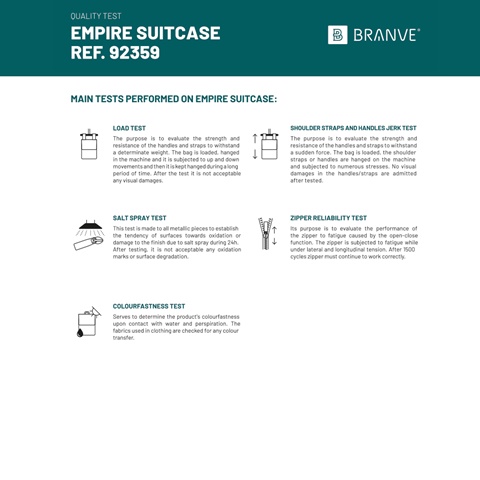 QUALITY TEST
EMPIRE SUITCASE
REF. 92359
BRANVE®
MAIN TESTS PERFORMED ON EMPIRE SUITCASE:
LOAD TEST
The purpose is to evaluate the strength and
resistance of the handles and straps to withstand
a determinate weight. The bag is loaded, hanged
in the machine and it is subjected to up and down
movements and then it is kept hanged during a long
period of time. After the test it is not acceptable
any visual damages.
SHOULDER STRAPS AND HANDLES JERK TEST
The purpose is to evaluate the strength and
resistance of the handles and straps to withstand
a sudden force. The bag is loaded, the shoulder
straps or handles are hanged on the machine
and subjected to numerous stresses. No visual
damages in the handles/straps are admitted
after tested.
SALT SPRAY TEST
This test is made to all metallic pieces to establish
the tendency of surfaces towards oxidation or
damage to the finish due to salt spray during 24h.
After testing, it is not acceptable any oxidation
marks or surface degradation.
ZIPPER RELIABILITY TEST
Its purpose is to evaluate the performance of
the zipper to fatigue caused by the open-close
function. The zipper is subjected to fatigue while
under lateral and longitudinal tension. After 1500
cycles zipper must continue to work correctly.
COLOURFASTNESS TEST
Serves to determine the product's colourfastness
upon contact with water and perspiration. The
fabrics used in clothing are checked for any colour
transfer.